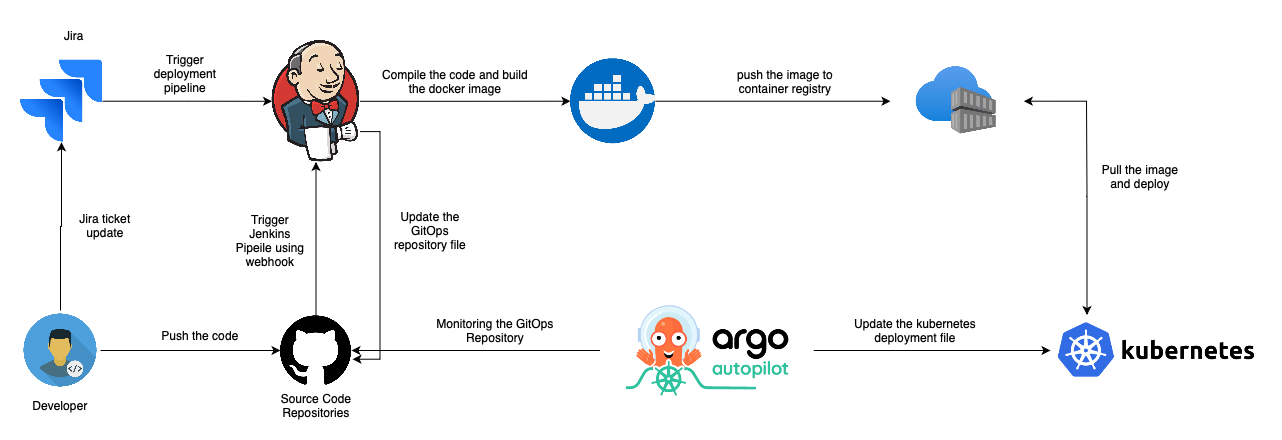 Jira
Trigger
deployment
pipeline
Compile the code and build
the docker image
push the image to
container registry
Pull the image
and deploy
Jira ticket
update
Trigger
Jenkins
Pipeile using
webhook
Update the
GitOps
repository file
Push the code
Monitoring the GitOps
Repository
argo
autopilot
Update the kubernetes
deployment file
kubernetes
Developer
Source Code
Repositories